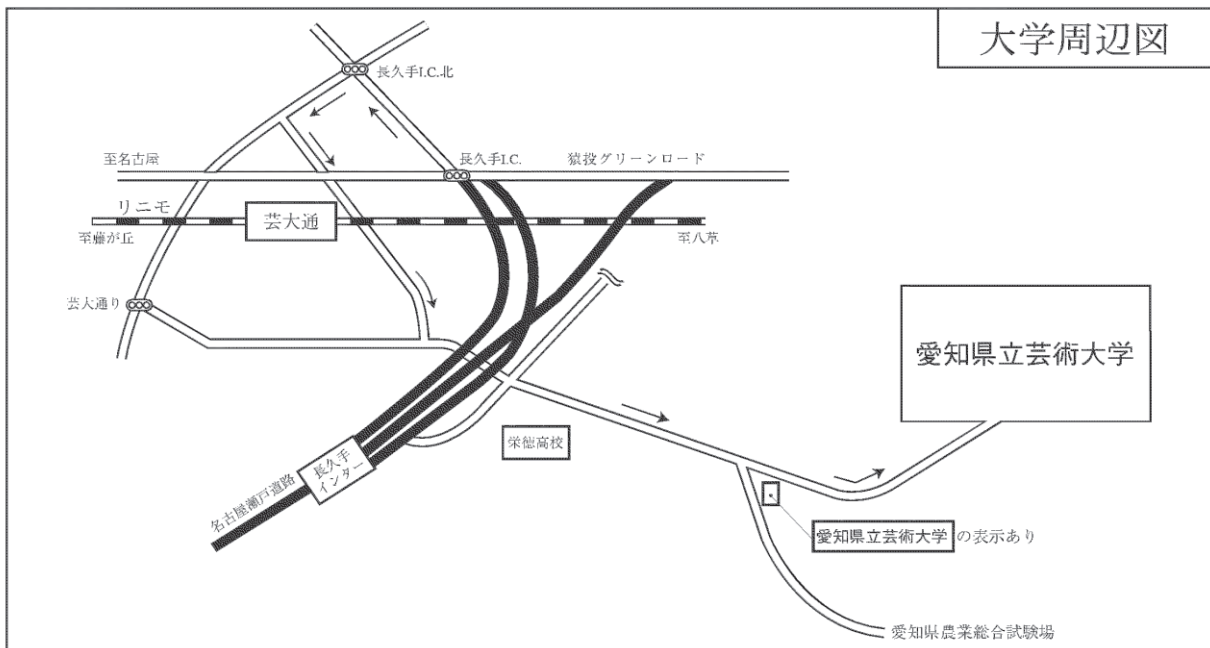 大学周辺図
長久手I.C.北
至名古屋
長久手I.C.
猿投グリーンロード
リニモ
芸大通
至藤が丘
至八草
芸大通り
愛知県立芸術大学
栄徳高校
長久手
インター
名古屋瀬戸道路
愛知県立芸術大学の表示あり
愛知県農業総合試験場